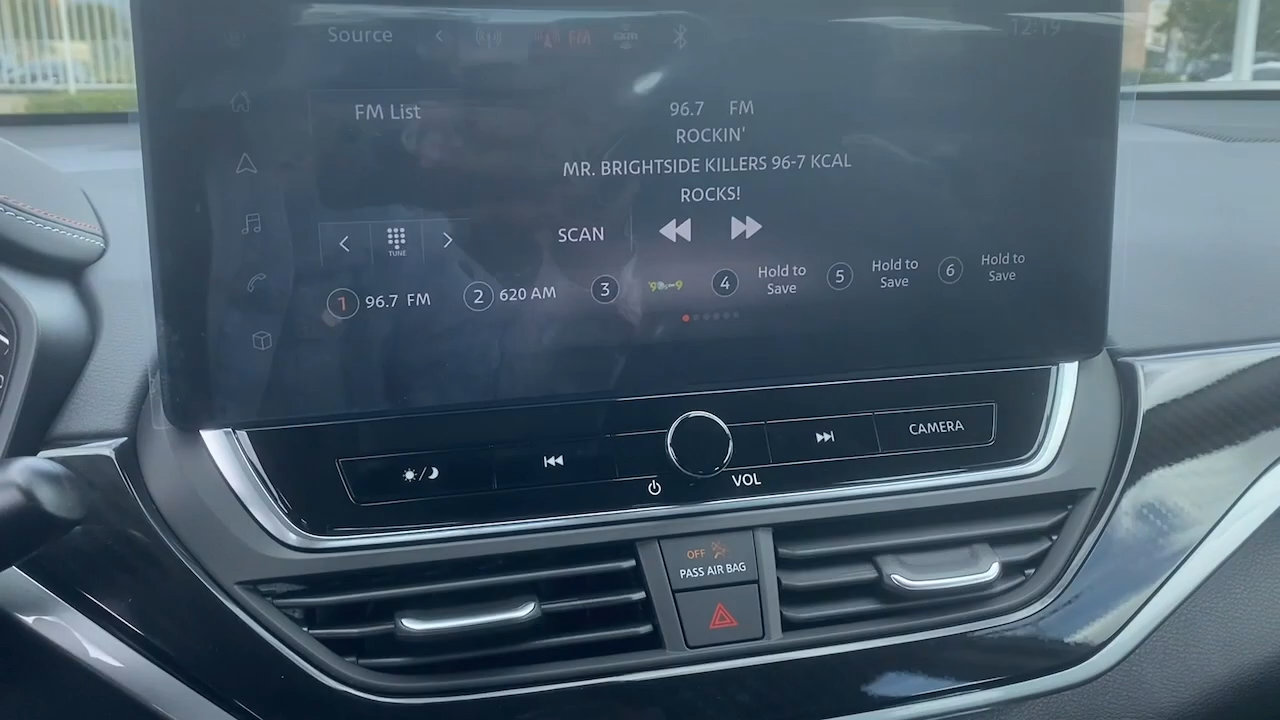 Source
FM
12:19
FM List
96.7 FM
ROCKIN'
MR. BRIGHTSIDE KILLERS 96-7 KCAL
ROCKS!
TUNE
SCAN
1 96.7 FM
2 620 AM
3
4 Hold to
Save
5 Hold to
Save
6 Hold to
Save
CAMERA
VOL
OFF
PASS AIR BAG